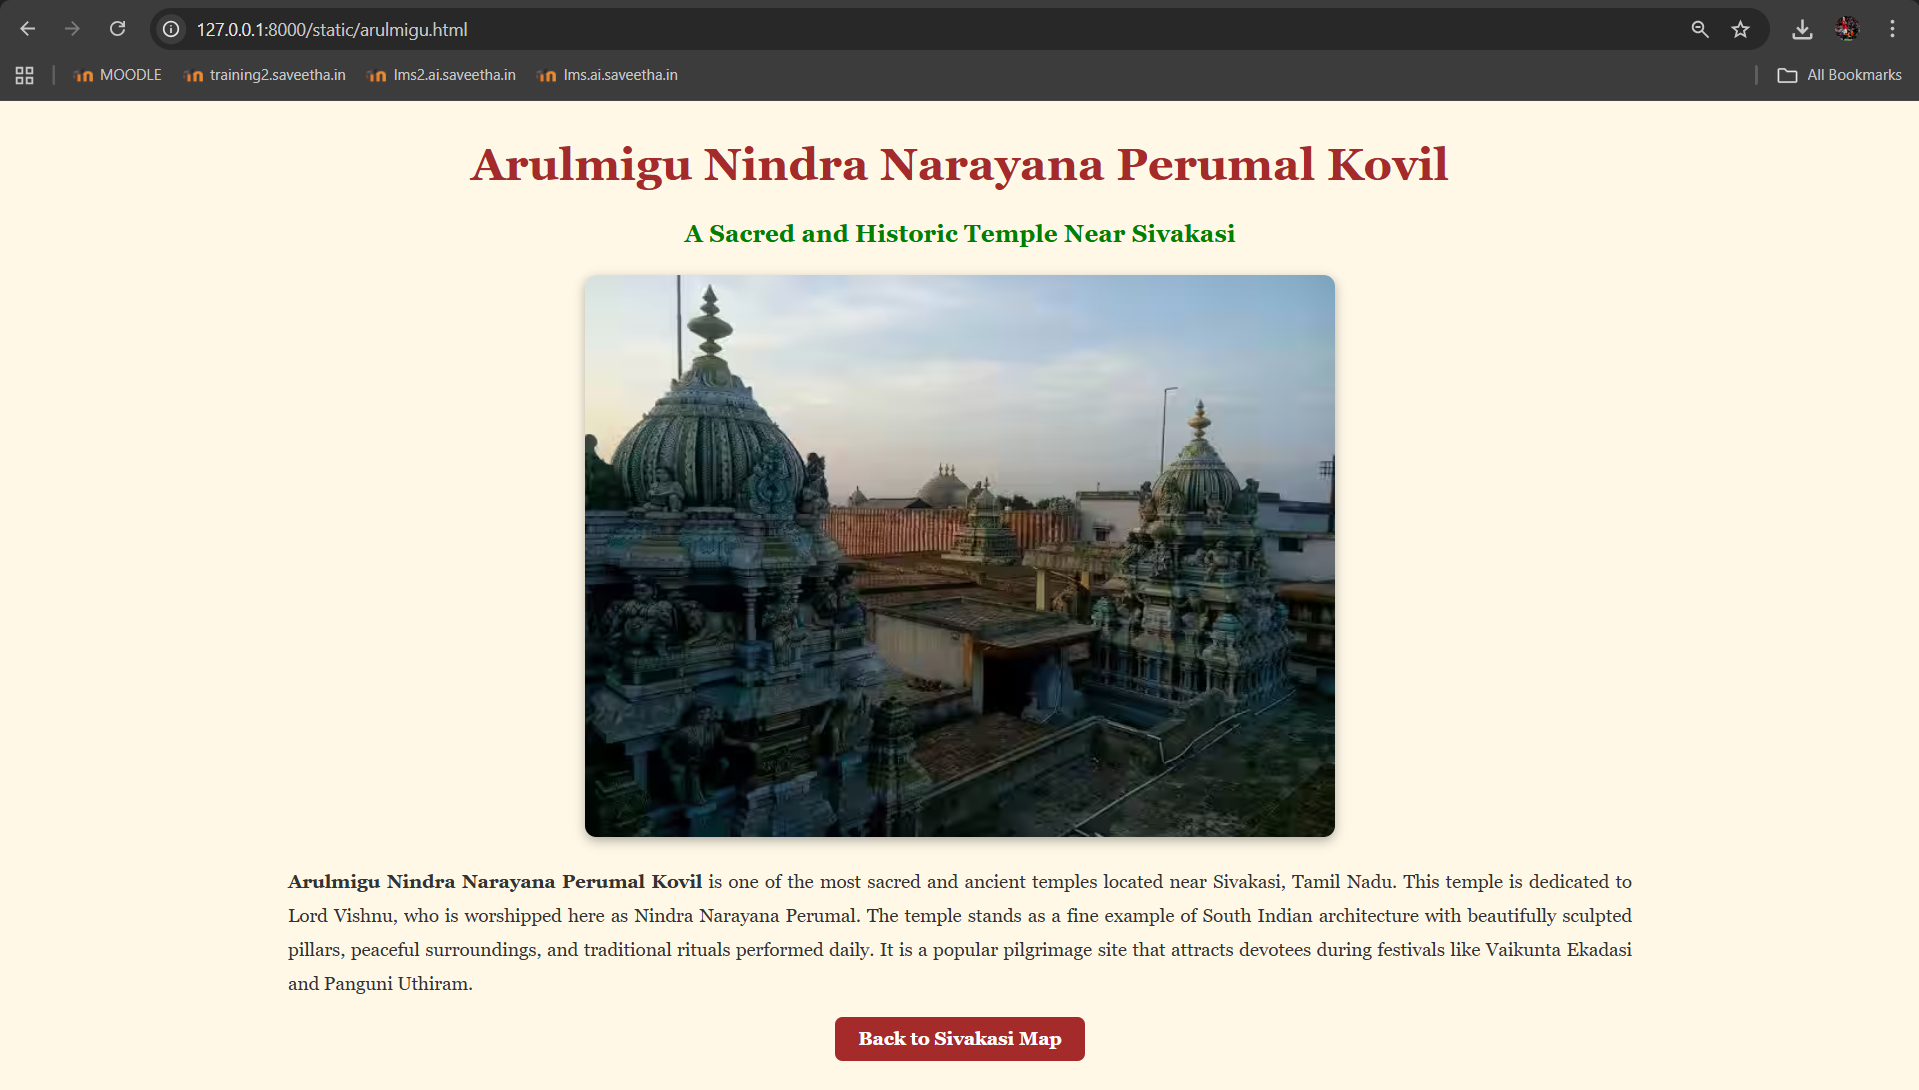 127.0.0.1:8000/static/arulmigu.html
MOODLE
training2.saveetha.in
lms2.ai.saveetha.in
lms.ai.saveetha.in
All Bookmarks
Arulmigu Nindra Narayana Perumal Kovil
A Sacred and Historic Temple Near Sivakasi
Arulmigu Nindra Narayana Perumal Kovil is one of the most sacred and ancient temples located near Sivakasi, Tamil Nadu. This temple is dedicated to
Lord Vishnu, who is worshipped here as Nindra Narayana Perumal. The temple stands as a fine example of South Indian architecture with beautifully sculpted
pillars, peaceful surroundings, and traditional rituals performed daily. It is a popular pilgrimage site that attracts devotees during festivals like Vaikunta Ekadasi
and Panguni Uthiram.
Back to Sivakasi Map